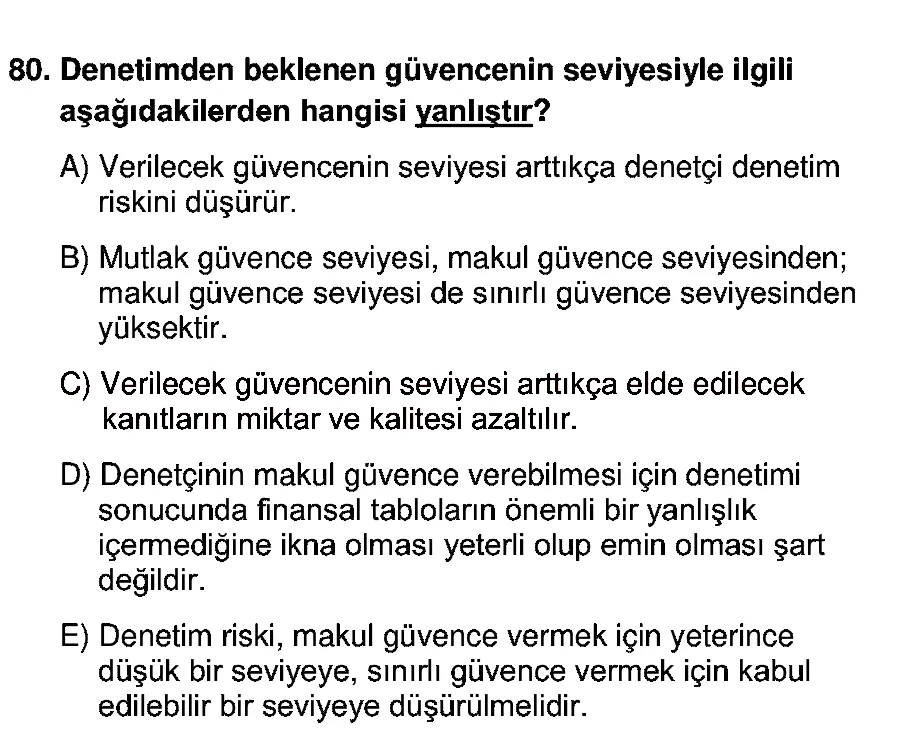 80. Denetimden beklenen güvencenin seviyesiyle ilgili
aşağıdakilerden hangisi yanlıştır?
A) Verilecek güvencenin seviyesi arttıkça denetçi denetim
riskini düşürür.
B) Mutlak güvence seviyesi, makul güvence seviyesinden;
makul güvence seviyesi de sınırlı güvence seviyesinden
yüksektir.
C) Verilecek güvencenin seviyesi arttıkça elde edilecek
kanıtların miktar ve kalitesi azaltılır.
D) Denetçinin makul güvence verebilmesi için denetimi
sonucunda finansal tabloların önemli bir yanlışlık
içermediğine ikna olması yeterli olup emin olması şart
değildir.
E) Denetim riski, makul güvence vermek için yeterince
düşük bir seviyeye, sınırlı güvence vermek için kabul
edilebilir bir seviyeye düşürülmelidir.